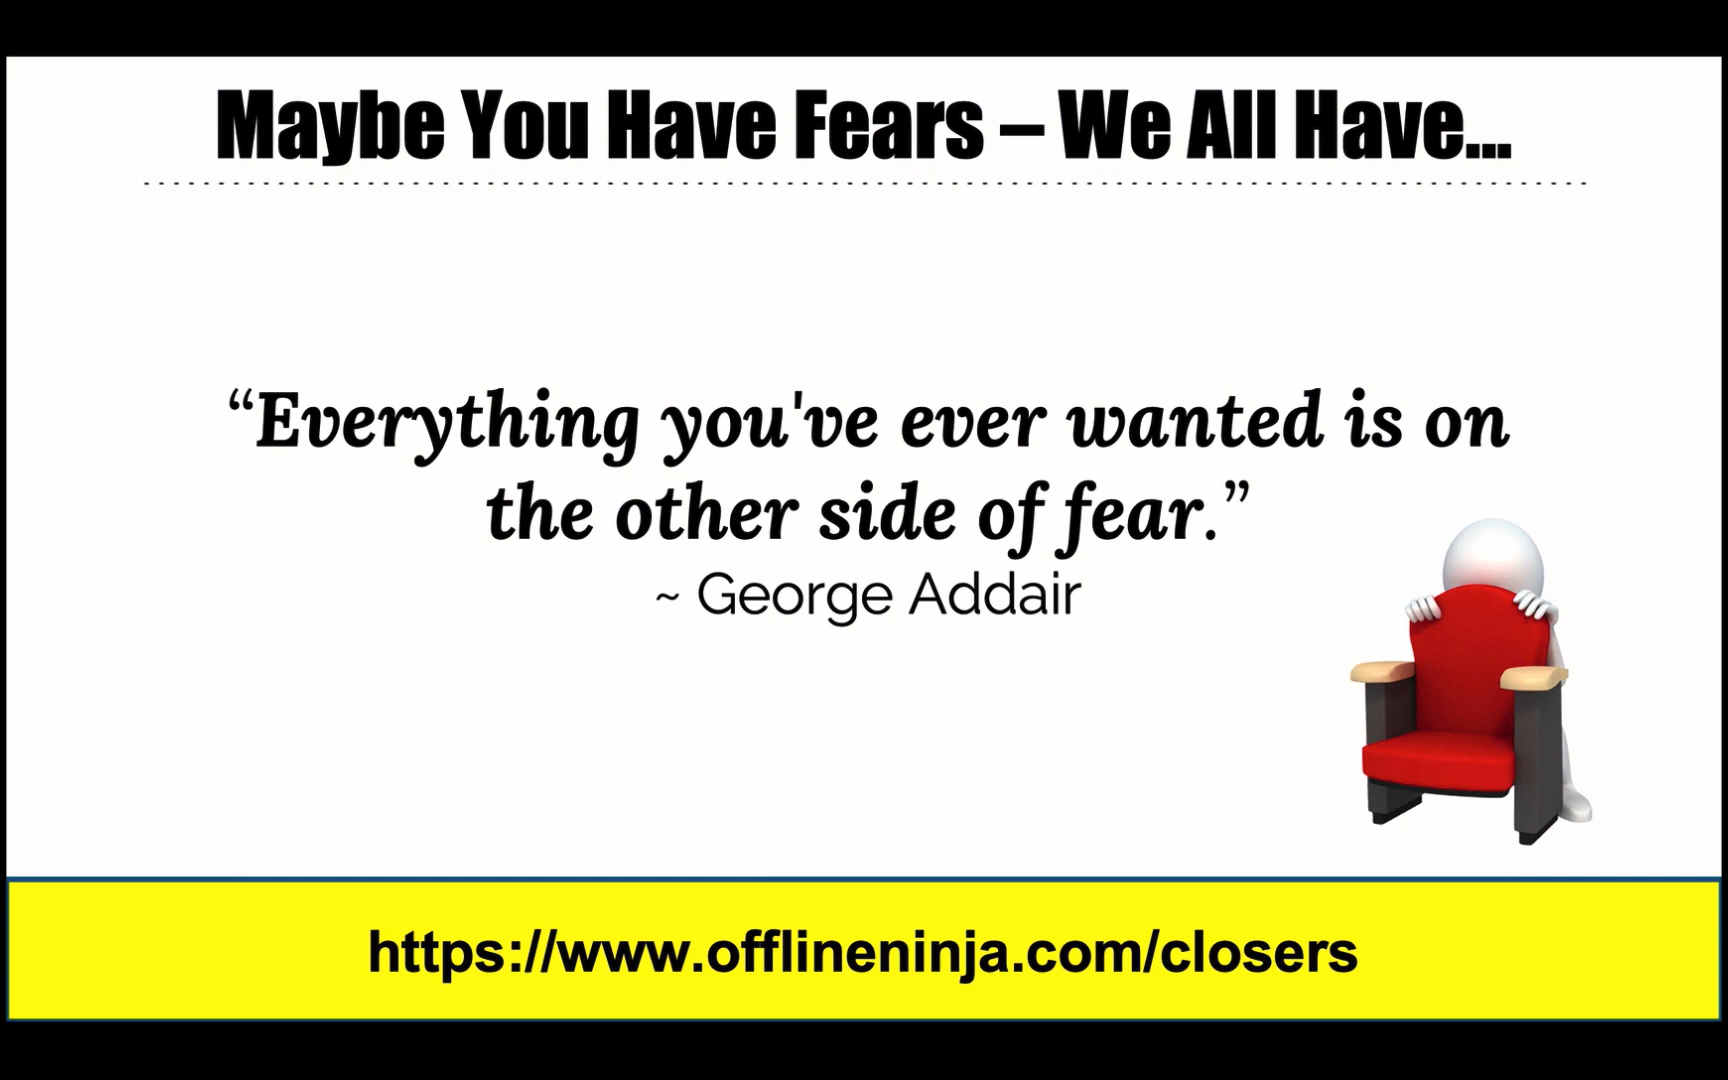 Maybe You Have Fears – We All Have...
“Everything you've ever wanted is on
the other side of fear.”
~ George Addair
https://www.offlineninja.com/closers